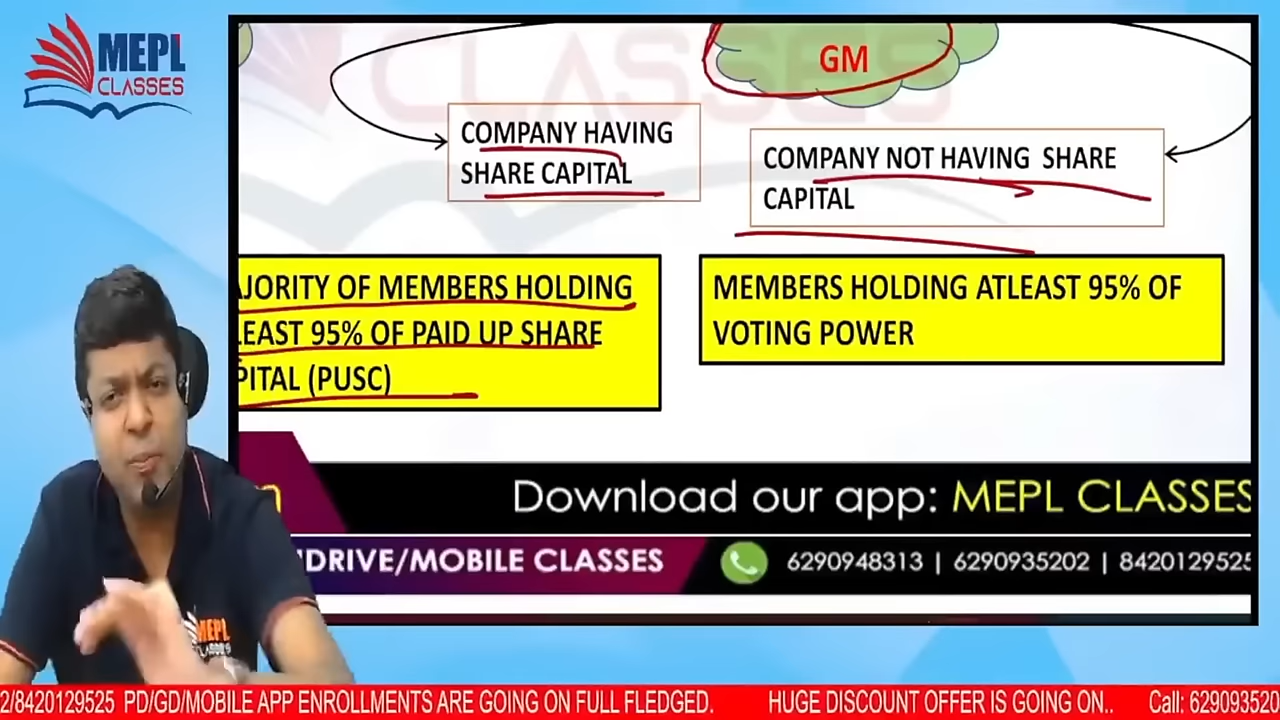 MEPL
CLASSES
GM
COMPANY HAVING
SHARE CAPITAL
COMPANY NOT HAVING SHARE
CAPITAL
AJORITY OF MEMBERS HOLDING
LEAST 95% OF PAID UP SHARE
PITAL (PUSC)
MEMBERS HOLDING ATLEAST 95% OF
VOTING POWER
Download our app: MEPL CLASSES
DRIVE/MOBILE CLASSES
6290948313 | 6290935202 | 8420129525
MEPL
CLASSES
2/8420129525 PD/GD/MOBILE APP ENROLLMENTS ARE GOING ON FULL FLEDGED. HUGE DISCOUNT OFFER IS GOING ON.. Call: 629093520